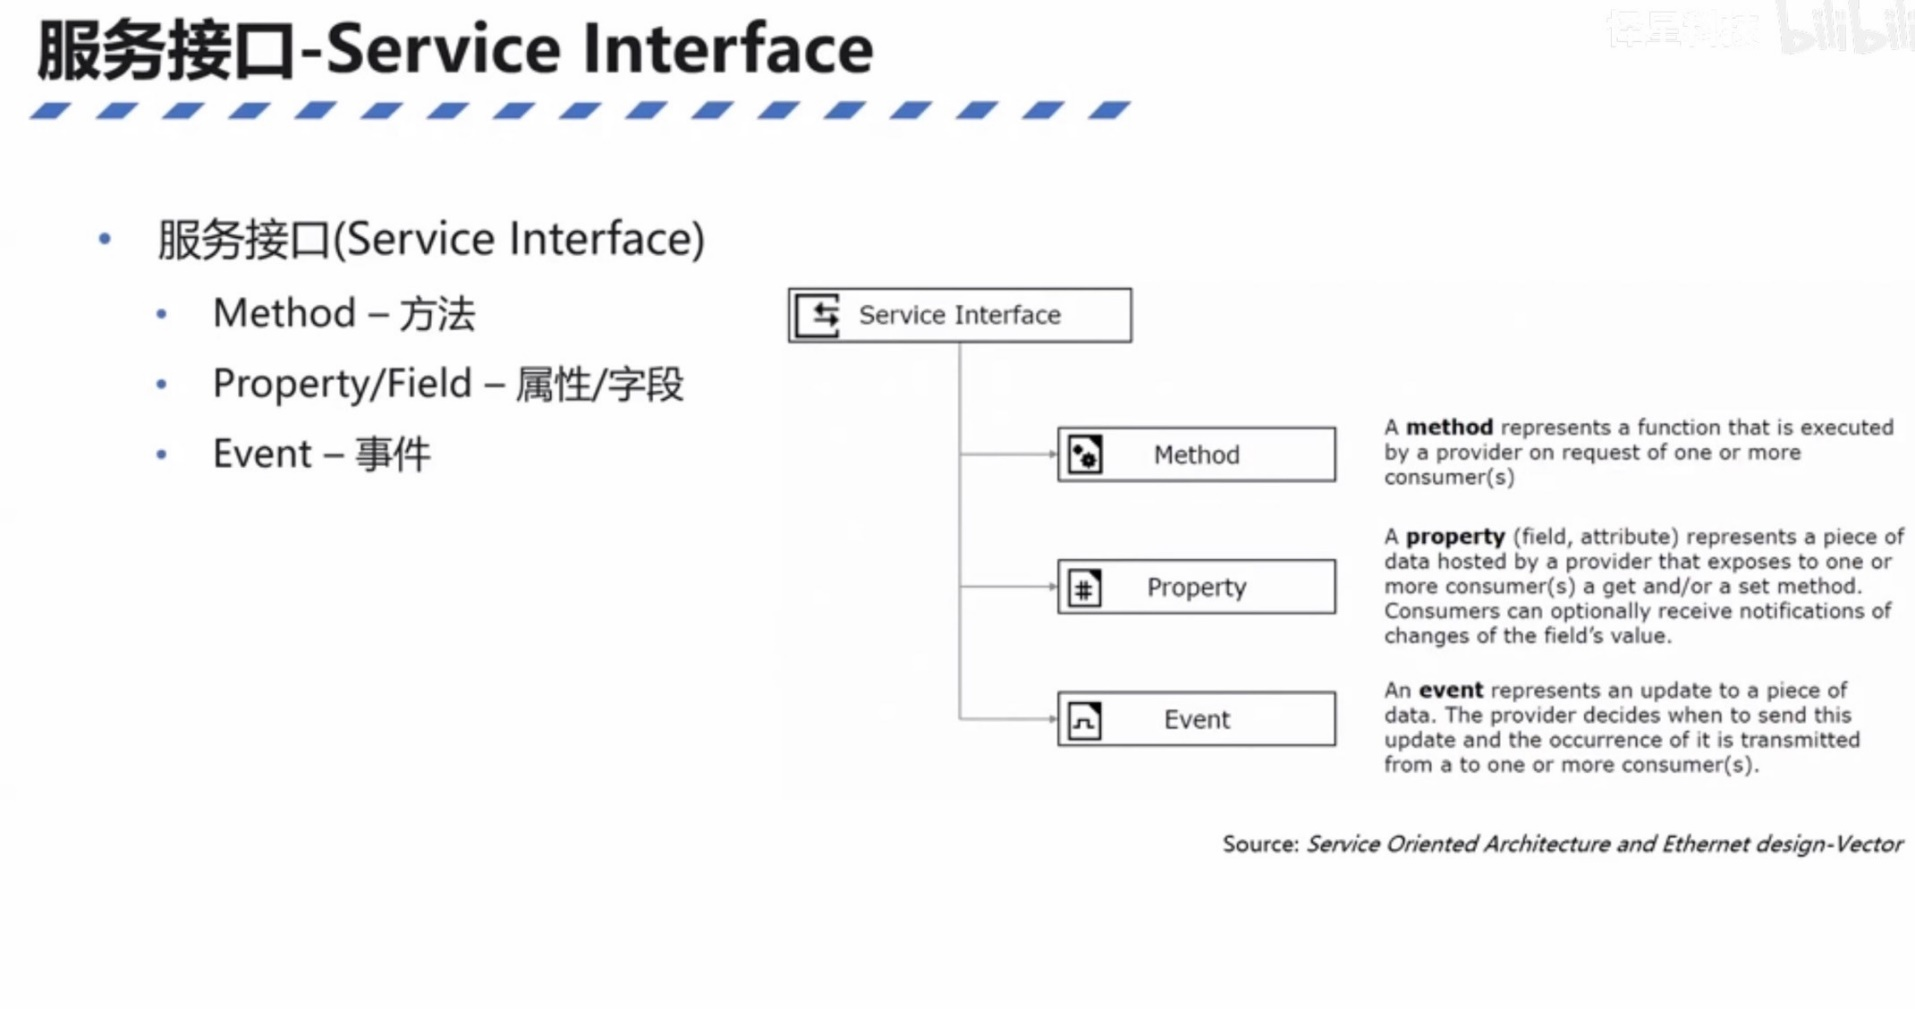 服务接口-Service Interface
bilibili
• 服务接口(Service Interface)
• Method – 方法
• Property/Field – 属性/字段
• Event – 事件
Service Interface
Method
A method represents a function that is executed
by a provider on request of one or more
consumer(s)
Property
A property (field, attribute) represents a piece of
data hosted by a provider that exposes to one or
more consumer(s) a get and/or a set method.
Consumers can optionally receive notifications of
changes of the field's value.
Event
An event represents an update to a piece of
data. The provider decides when to send this
update and the occurrence of it is transmitted
from a to one or more consumer(s).
Source: Service Oriented Architecture and Ethernet design-Vector